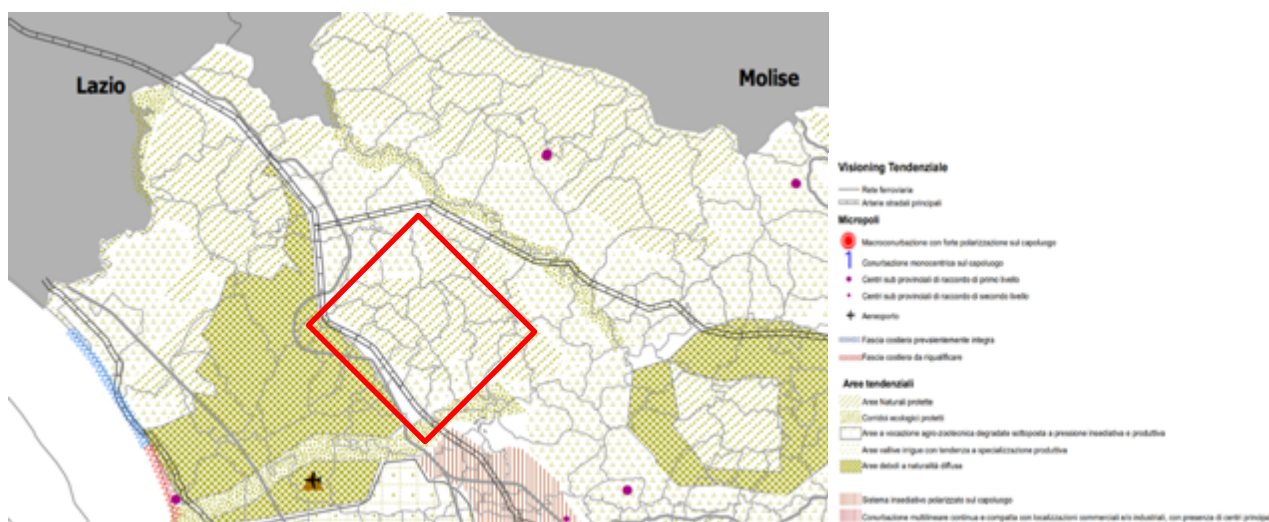 Lazio
Molise
Visioning Tendenziale
Rete ferroviaria
Arterie stradali principali
Micropoli
Macroconurbazione con forte polarizzazione sul capoluogo
Conurbazione monocentrica sul capoluogo
Centri sub provinciali di raccordo di primo livello
Centri sub provinciali di raccordo di secondo livello
Aereoporto
Fascia costiera prevalentemente integra
Fascia costiera da riqualificare
Aree tendenziali
Aree Naturali protette
Corridoi ecologici protetti
Aree a vocazione agro-zootecnica degradate sottoposta a pressione insediativa e produttiva
Aree vallive irrigue con tendenza a specializzazione produttiva
Aree deboli a naturalità diffusa
Sistema insediativo polarizzato sul capoluogo
Conurbazione multilineare continua e compatta con localizzazioni commerciali e/o industriali, con presenza di centri principa